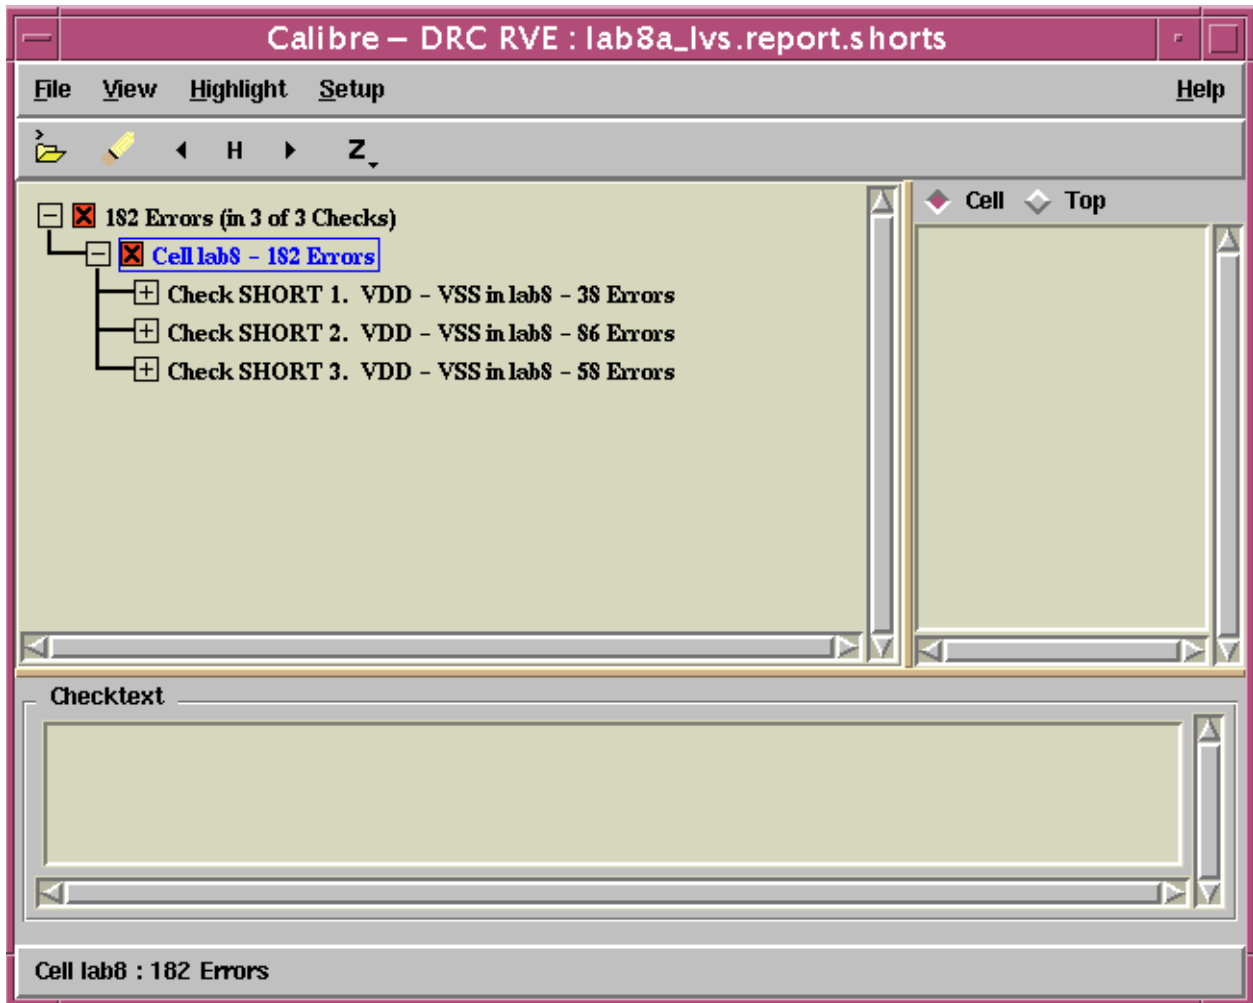 Calibre – DRC RVE : lab8a_lvs.report.shorts
File View Highlight Setup Help
H Z
182 Errors (in 3 of 3 Checks)
Cell lab8 – 182 Errors
Check SHORT 1. VDD – VSS in lab8 – 38 Errors
Check SHORT 2. VDD – VSS in lab8 – 86 Errors
Check SHORT 3. VDD – VSS in lab8 – 58 Errors
Cell Top
Checktext
Cell lab8 : 182 Errors